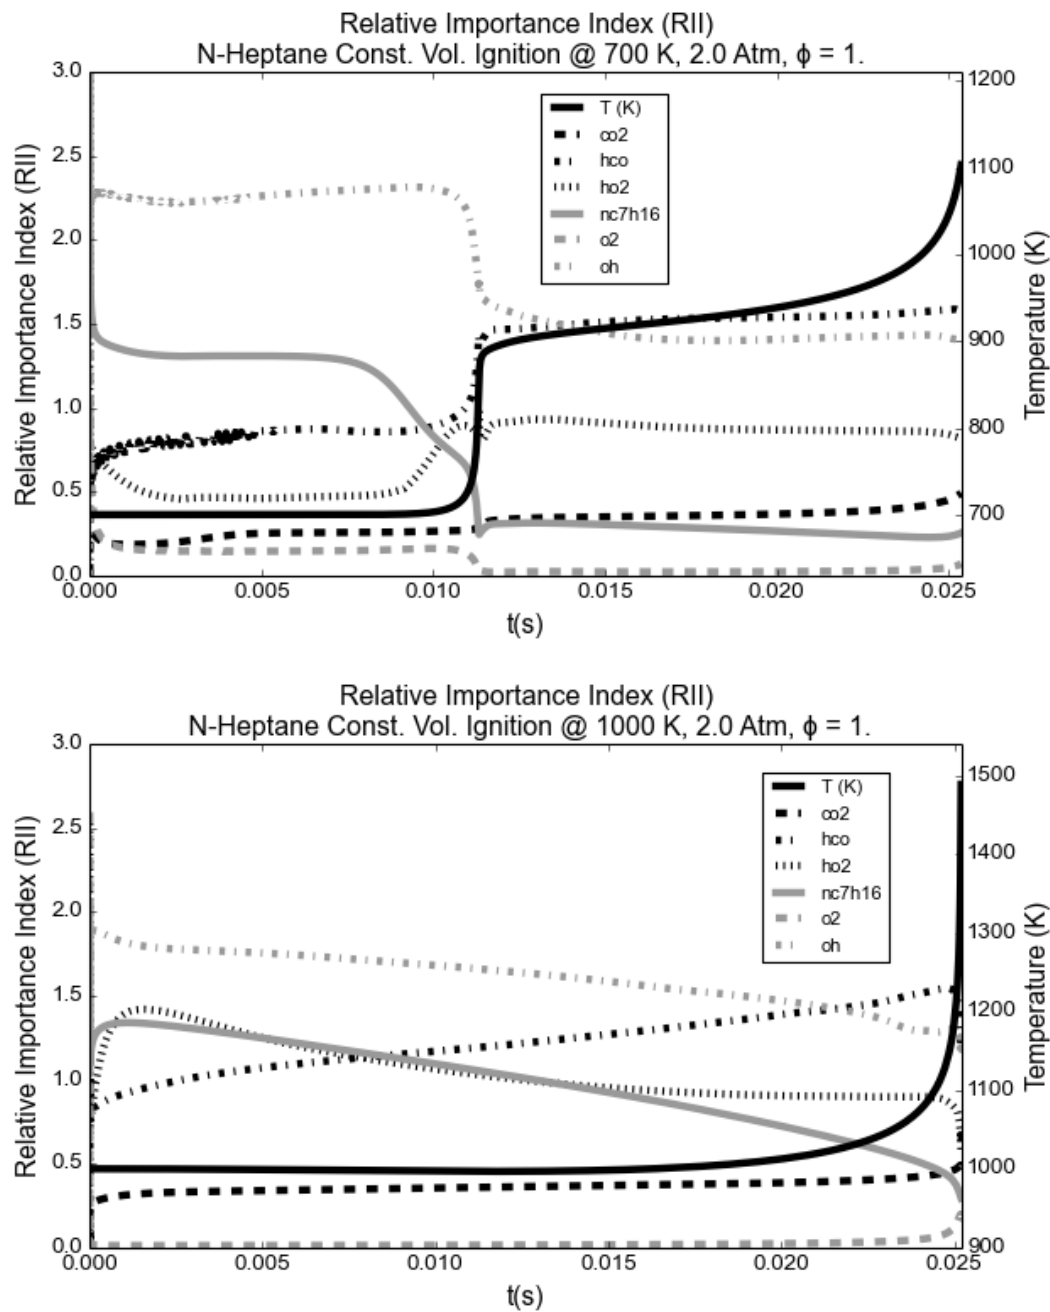 Relative Importance Index (RII)
N-Heptane Const. Vol. Ignition @ 700 K, 2.0 Atm, ϕ = 1.
Relative Importance Index (RII)
3.0
2.5
2.0
1.5
1.0
0.5
0.0
T (K)
co2
hco
ho2
nc7h16
o2
oh
1200
1100
1000
900
800
700
Temperature (K)
0.000 0.005 0.010 0.015 0.020 0.025
t(s)
Relative Importance Index (RII)
N-Heptane Const. Vol. Ignition @ 1000 K, 2.0 Atm, ϕ = 1.
Relative Importance Index (RII)
3.0
2.5
2.0
1.5
1.0
0.5
0.0
T (K)
co2
hco
ho2
nc7h16
o2
oh
1500
1400
1300
1200
1100
1000
900
Temperature (K)
0.000 0.005 0.010 0.015 0.020 0.025
t(s)